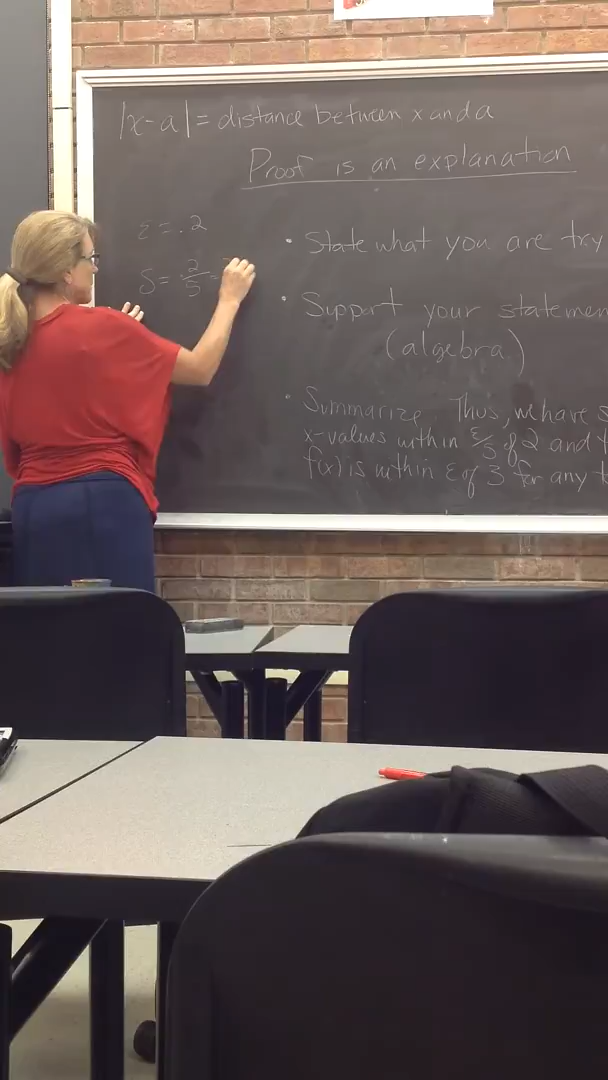 |x-a| = distance between x and a
Proof is an explanation
ε = .2
δ = .2/5 =
• State what you are try
• Support your statemen
(algebra)
• Summarize. Thus, we have s
x-values within ε/5 of 2 and
f(x) is within ε of 3 for any